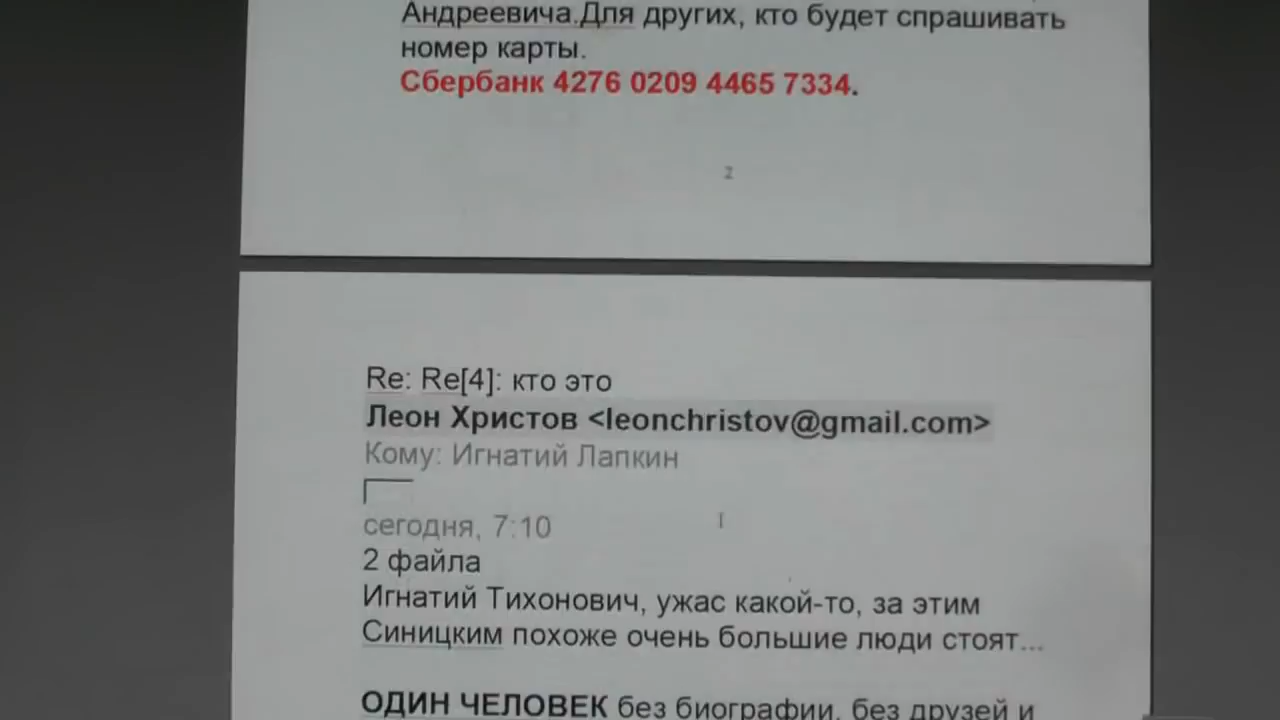 Андреевича.Для других, кто будет спрашивать
номер карты.
Сбербанк 4276 0209 4465 7334.
2
Re: Re[4]: кто это
Леон Христов <leonchristov@gmail.com>
Кому: Игнатий Лапкин
сегодня, 7:10
2 файла
Игнатий Тихонович, ужас какой-то, за этим
Синицким похоже очень большие люди стоят...
ОДИН ЧЕЛОВЕК без биографии, без друзей и